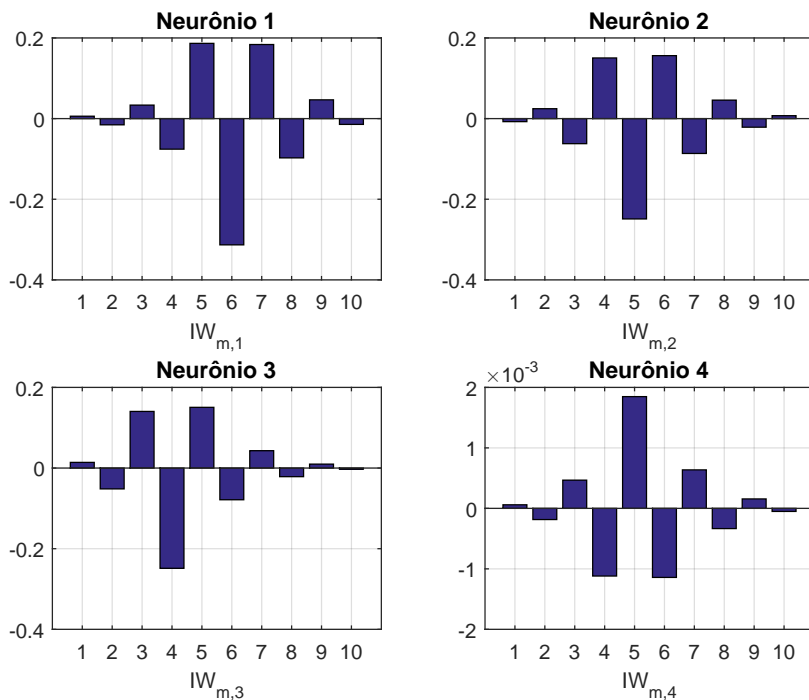 Neurônio 1
0.2
0
-0.2
-0.4
1 2 3 4 5 6 7 8 9 10
IW_{m,1}
Neurônio 2
0.2
0
-0.2
-0.4
1 2 3 4 5 6 7 8 9 10
IW_{m,2}
Neurônio 3
0.2
0
-0.2
-0.4
1 2 3 4 5 6 7 8 9 10
IW_{m,3}
Neurônio 4
×10^{-3}
2
1
0
-1
-2
1 2 3 4 5 6 7 8 9 10
IW_{m,4}